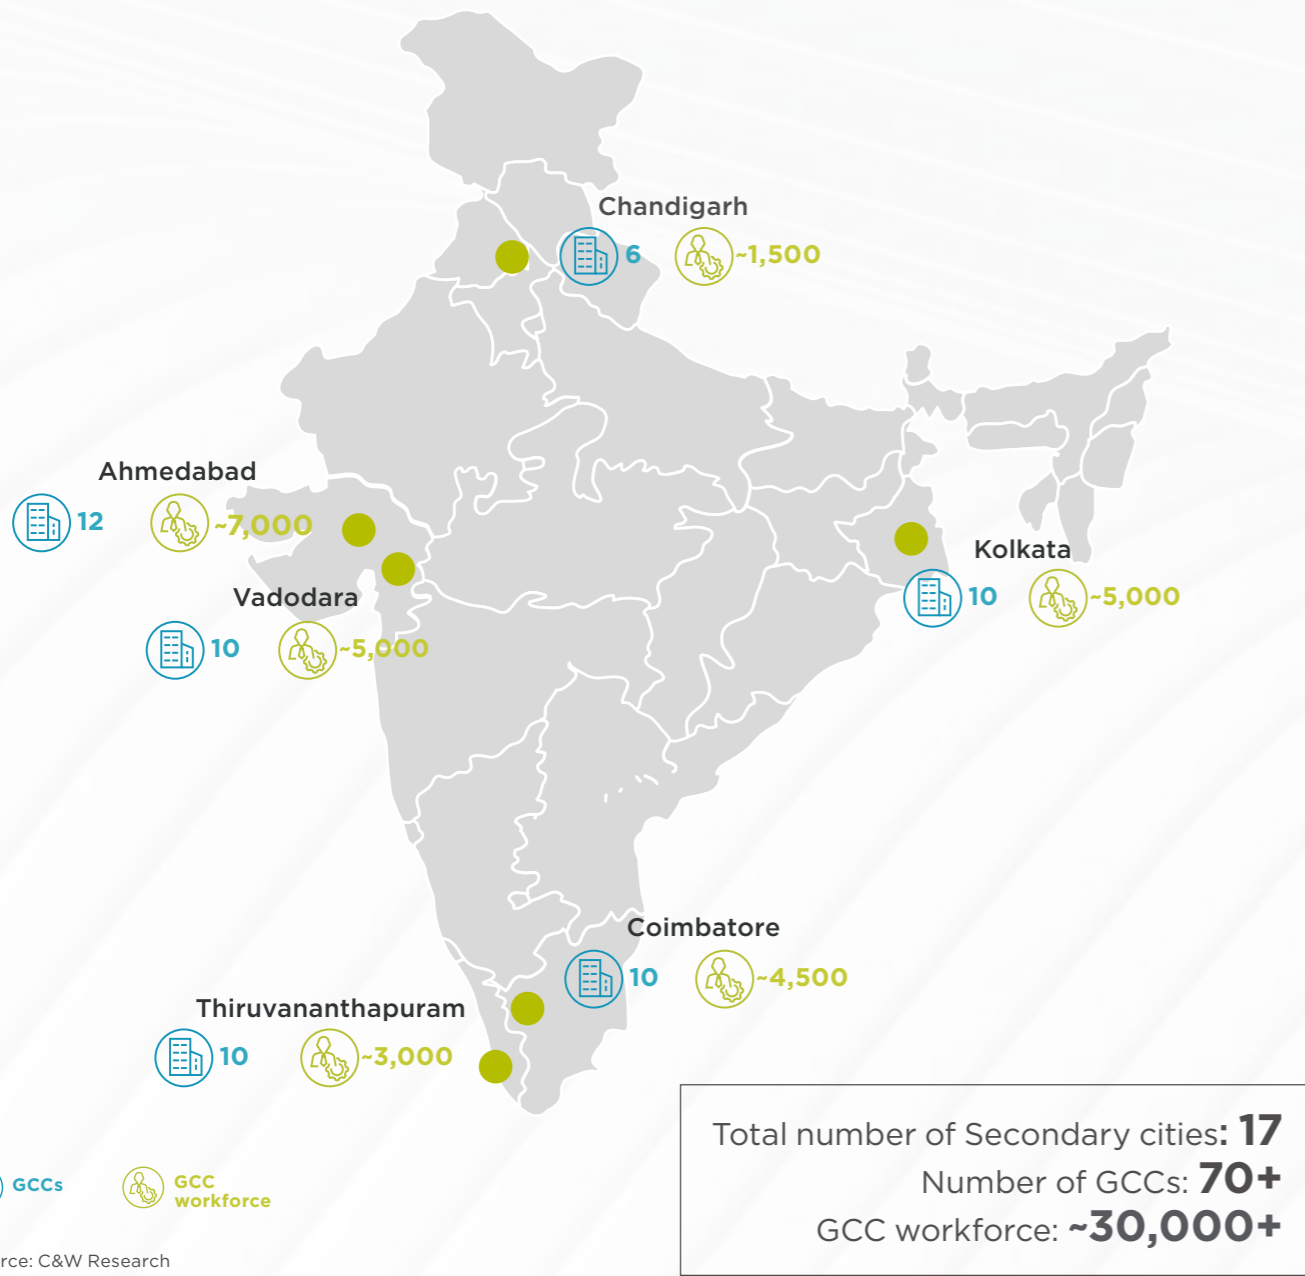 Chandigarh
6 ~1,500
Ahmedabad
12 ~7,000
Vadodara
10 ~5,000
Kolkata
10 ~5,000
Coimbatore
10 ~4,500
Thiruvananthapuram
10 ~3,000
Total number of Secondary cities: 17
Number of GCCs: 70+
GCC workforce: ~30,000+
GCCs
GCC
workforce
rce: C&W Research